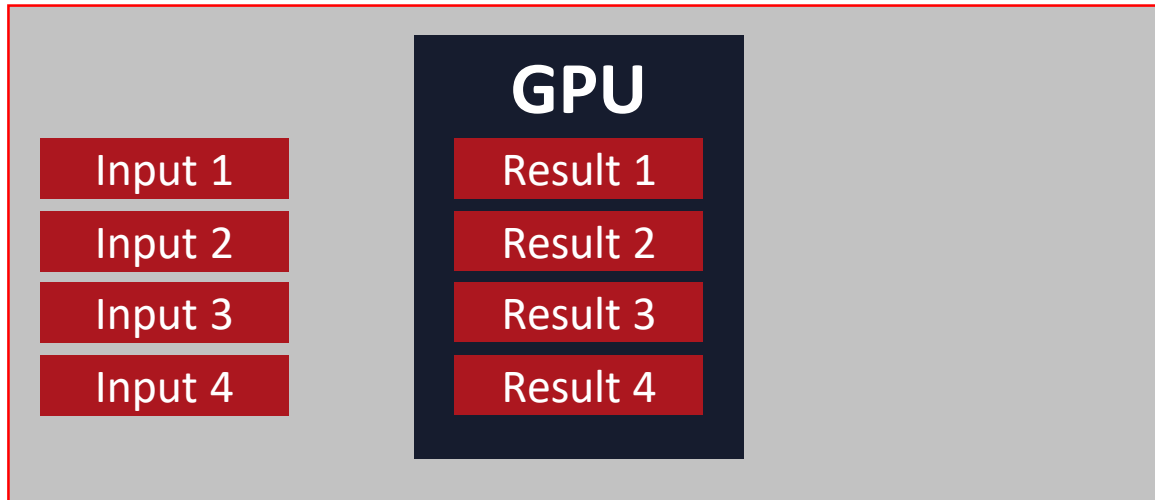 GPU
Input 1
Result 1
Input 2
Result 2
Input 3
Result 3
Input 4
Result 4